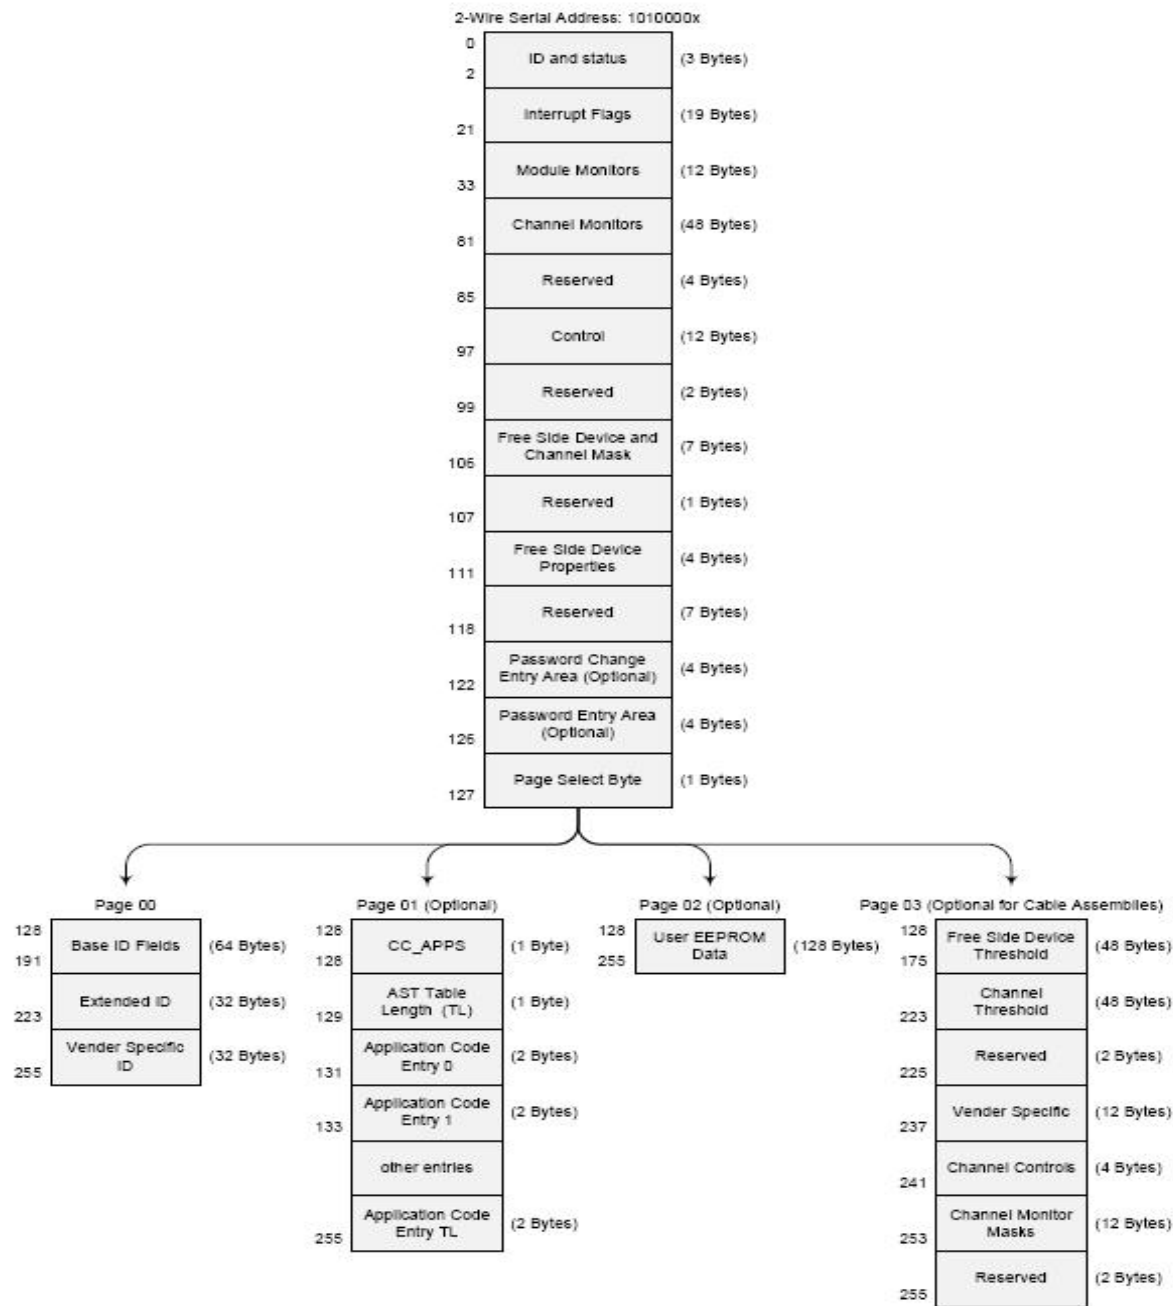 2-Wire Serial Address: 1010000x
0
ID and status (3 Bytes)
2
Interrupt Flags (19 Bytes)
21
Module Monitors (12 Bytes)
33
Channel Monitors (48 Bytes)
81
Reserved (4 Bytes)
85
Control (12 Bytes)
97
Reserved (2 Bytes)
99
Free Side Device and
Channel Mask (7 Bytes)
106
Reserved (1 Bytes)
107
Free Side Device
Properties (4 Bytes)
111
Reserved (7 Bytes)
118
Password Change
Entry Area (Optional) (4 Bytes)
122
Password Entry Area
(Optional) (4 Bytes)
126
Page Select Byte (1 Bytes)
127
Page 00
128
Base ID Fields (64 Bytes)
191
Extended ID (32 Bytes)
223
Vender Specific
ID (32 Bytes)
255
Page 01 (Optional)
128
CC_APPS (1 Byte)
128
AST Table
Length (TL) (1 Byte)
129
Application Code
Entry 0 (2 Bytes)
131
Application Code
Entry 1 (2 Bytes)
133
other entries
Application Code
Entry TL (2 Bytes)
255
Page 02 (Optional)
128
User EEPROM
Data (128 Bytes)
255
Page 03 (Optional for Cable Assemblies)
128
Free Side Device
Threshold (48 Bytes)
175
Channel
Threshold (48 Bytes)
223
Reserved (2 Bytes)
225
Vender Specific (12 Bytes)
237
Channel Controls (4 Bytes)
241
Channel Monitor
Masks (12 Bytes)
253
Reserved (2 Bytes)
255